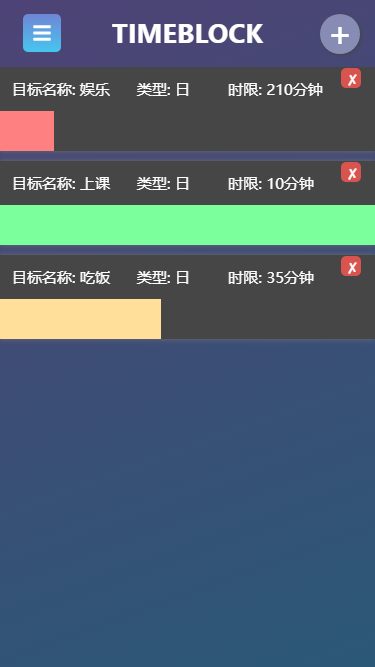 TIMEBLOCK
目标名称: 娱乐 类型: 日 时限: 210分钟
目标名称: 上课 类型: 日 时限: 10分钟
目标名称: 吃饭 类型: 日 时限: 35分钟